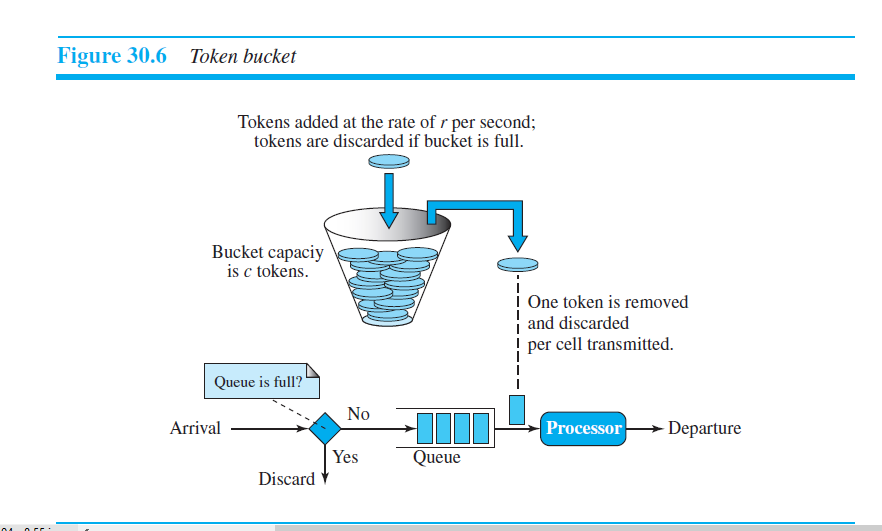 Figure 30.6 Token bucket
Tokens added at the rate of r per second;
tokens are discarded if bucket is full.
Bucket capaciy
is c tokens.
One token is removed
and discarded
per cell transmitted.
Queue is full?
Arrival
No
Yes
Discard
Queue
Processor
Departure